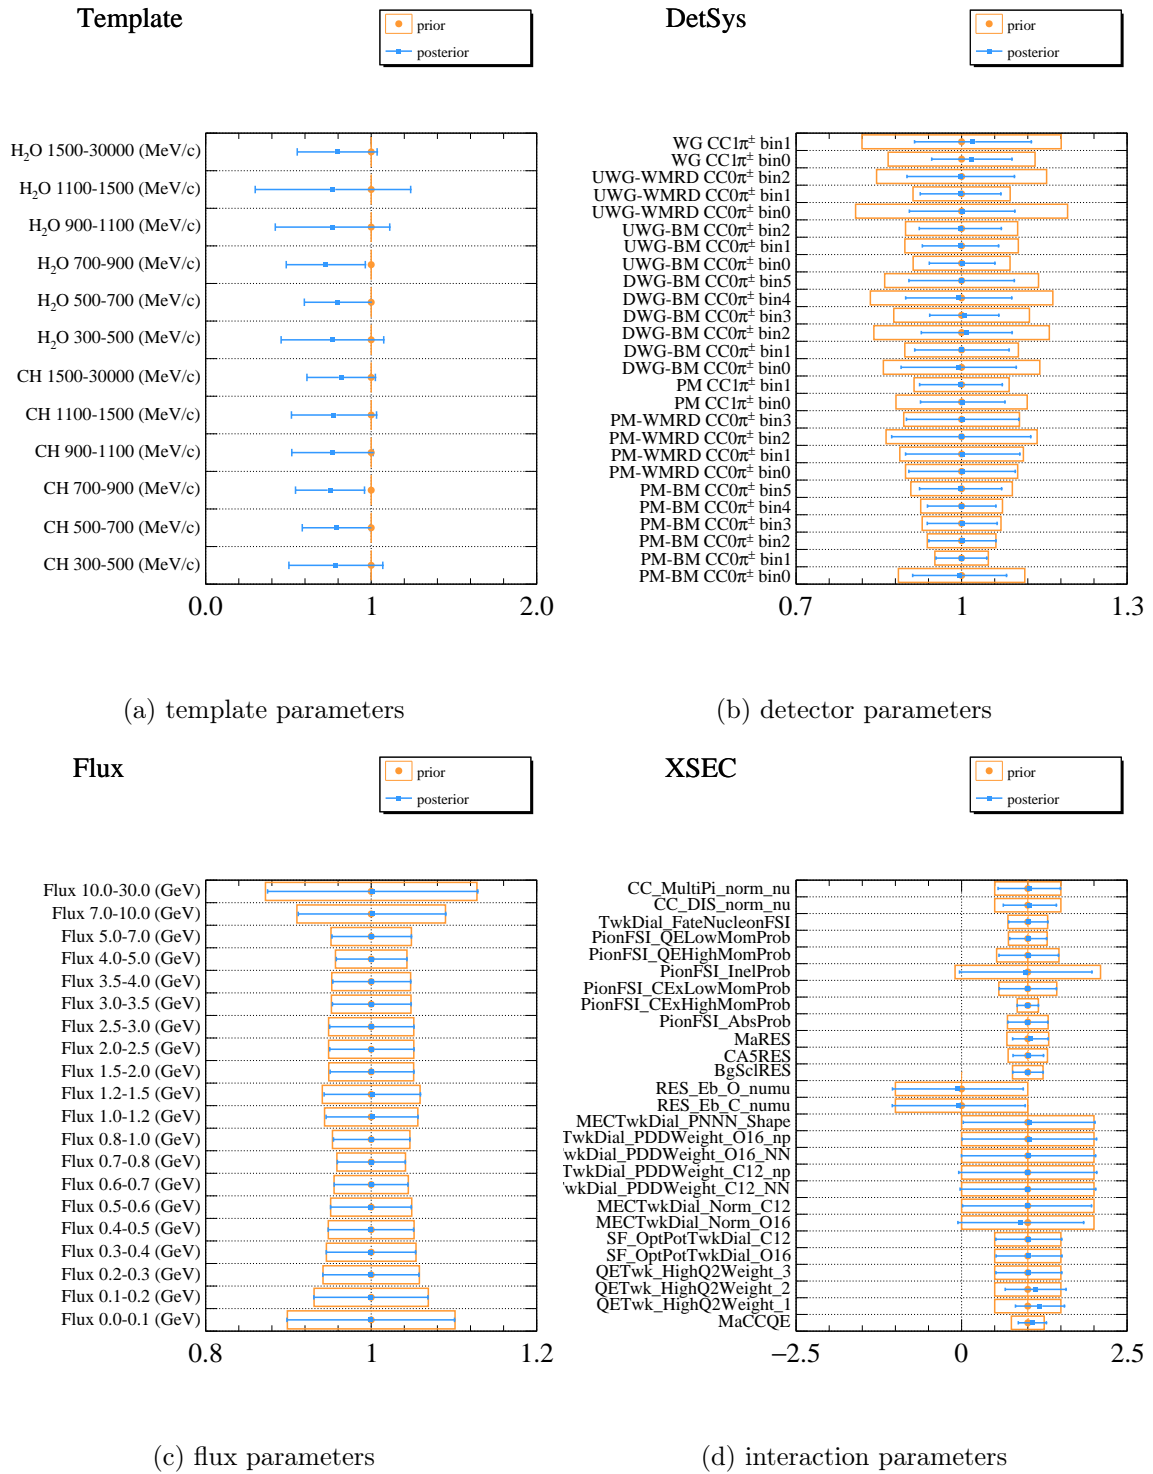 Template
prior
posterior
H2O 1500-30000 (MeV/c)
H2O 1100-1500 (MeV/c)
H2O 900-1100 (MeV/c)
H2O 700-900 (MeV/c)
H2O 500-700 (MeV/c)
H2O 300-500 (MeV/c)
CH 1500-30000 (MeV/c)
CH 1100-1500 (MeV/c)
CH 900-1100 (MeV/c)
CH 700-900 (MeV/c)
CH 500-700 (MeV/c)
CH 300-500 (MeV/c)
0.0 1 2.0
(a) template parameters
DetSys
prior
posterior
WG CC1π± bin1
WG CC1π± bin0
UWG-WMRD CC0π± bin2
UWG-WMRD CC0π± bin1
UWG-WMRD CC0π± bin0
UWG-BM CC0π± bin2
UWG-BM CC0π± bin1
UWG-BM CC0π± bin0
DWG-BM CC0π± bin5
DWG-BM CC0π± bin4
DWG-BM CC0π± bin3
DWG-BM CC0π± bin2
DWG-BM CC0π± bin1
DWG-BM CC0π± bin0
PM CC1π± bin1
PM CC1π± bin0
PM-WMRD CC0π± bin3
PM-WMRD CC0π± bin2
PM-WMRD CC0π± bin1
PM-WMRD CC0π± bin0
PM-BM CC0π± bin5
PM-BM CC0π± bin4
PM-BM CC0π± bin3
PM-BM CC0π± bin2
PM-BM CC0π± bin1
PM-BM CC0π± bin0
0.7 1 1.3
(b) detector parameters
Flux
prior
posterior
Flux 10.0-30.0 (GeV)
Flux 7.0-10.0 (GeV)
Flux 5.0-7.0 (GeV)
Flux 4.0-5.0 (GeV)
Flux 3.5-4.0 (GeV)
Flux 3.0-3.5 (GeV)
Flux 2.5-3.0 (GeV)
Flux 2.0-2.5 (GeV)
Flux 1.5-2.0 (GeV)
Flux 1.2-1.5 (GeV)
Flux 1.0-1.2 (GeV)
Flux 0.8-1.0 (GeV)
Flux 0.7-0.8 (GeV)
Flux 0.6-0.7 (GeV)
Flux 0.5-0.6 (GeV)
Flux 0.4-0.5 (GeV)
Flux 0.3-0.4 (GeV)
Flux 0.2-0.3 (GeV)
Flux 0.1-0.2 (GeV)
Flux 0.0-0.1 (GeV)
0.8 1 1.2
(c) flux parameters
XSEC
prior
posterior
CC_MultiPi_norm_nu
CC_DIS_norm_nu
TwkDial_FateNucleonFSI
PionFSI_QELowMomProb
PionFSI_QEHighMomProb
PionFSI_InelProb
PionFSI_CExLowMomProb
PionFSI_CExHighMomProb
PionFSI_AbsProb
MaRES
CA5RES
BgSclRES
RES_Eb_O_numu
RES_Eb_C_numu
MECTwkDial_PNNN_Shape
TwkDial_PDDWeight_O16_np
wkDial_PDDWeight_O16_NN
TwkDial_PDDWeight_C12_np
wkDial_PDDWeight_C12_NN
MECTwkDial_Norm_C12
MECTwkDial_Norm_O16
SF_OptPotTwkDial_C12
SF_OptPotTwkDial_O16
QETwk_HighQ2Weight_3
QETwk_HighQ2Weight_2
QETwk_HighQ2Weight_1
MaCCQE
−2.5 0 2.5
(d) interaction parameters